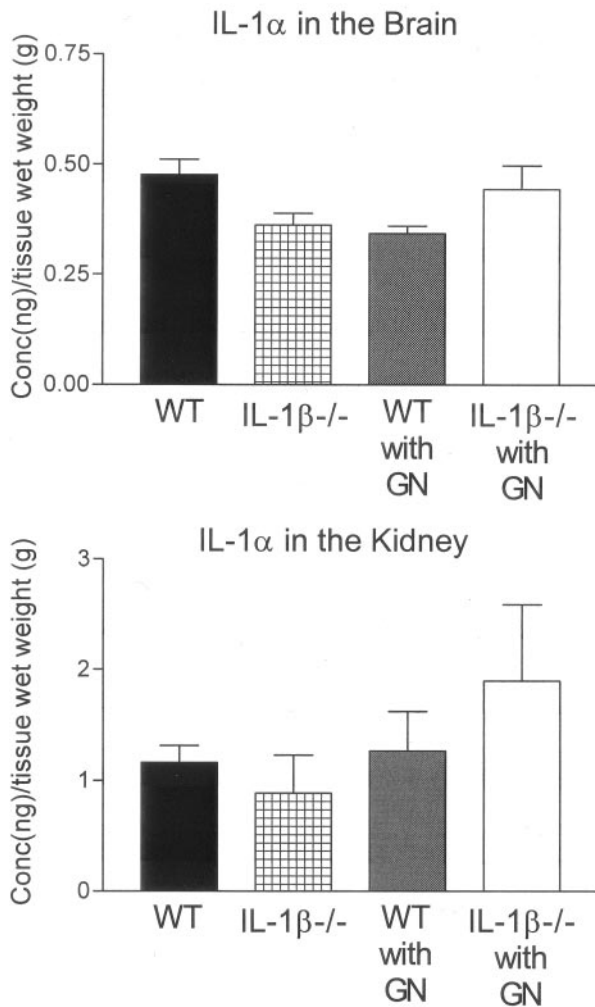 IL-1α in the Brain
Conc(ng)/tissue wet weight (g)
0.75
0.50
0.25
0.00
WT
IL-1β-/-
WT
with
GN
IL-1β-/-
with
GN
IL-1α in the Kidney
Conc(ng)/tissue wet weight (g)
3
2
1
0
WT
IL-1β-/-
WT
with
GN
IL-1β-/-
with
GN